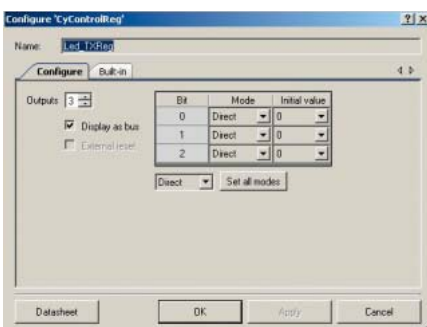 Configure 'CyControlReg'
Name: Led_TXReg
Configure Built-in
Outputs 3
Display as bus
External reset
Bit Mode Initial value
0 Direct 0
1 Direct 0
2 Direct 0
Direct Set all modes
Datasheet OK Apply Cancel